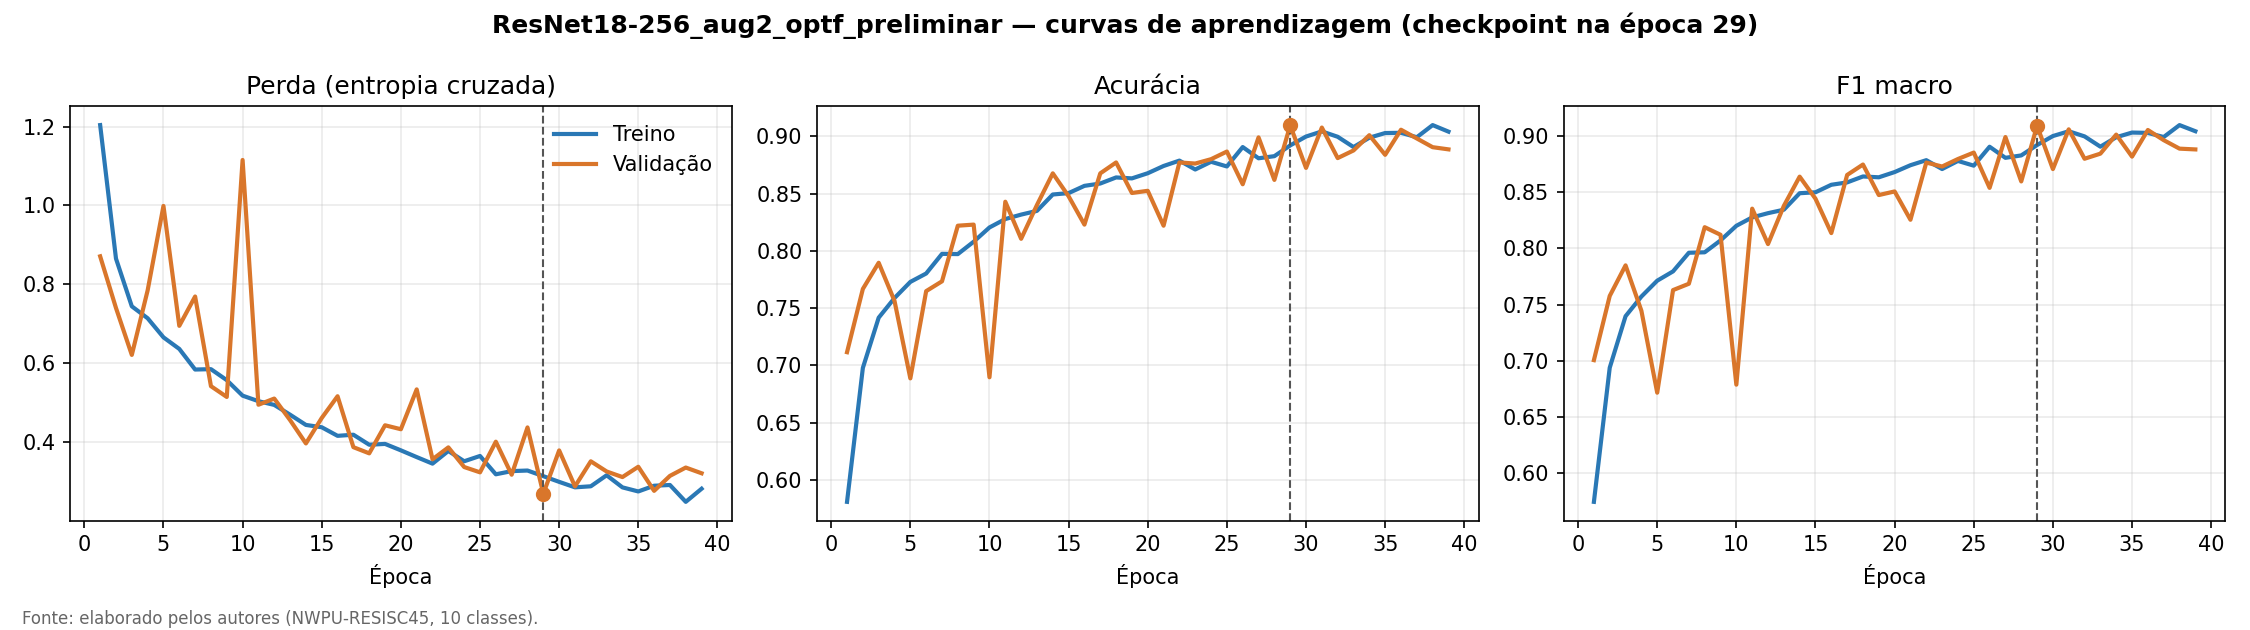 ResNet18-256_aug2_optf_preliminar — curvas de aprendizagem (checkpoint na época 29)
Perda (entropia cruzada)
Treino
Validação
1.2
1.0
0.8
0.6
0.4
0 5 10 15 20 25 30 35 40
Época
Acurácia
0.90
0.85
0.80
0.75
0.70
0.65
0.60
0 5 10 15 20 25 30 35 40
Época
F1 macro
0.90
0.85
0.80
0.75
0.70
0.65
0.60
0 5 10 15 20 25 30 35 40
Época
Fonte: elaborado pelos autores (NWPU-RESISC45, 10 classes).